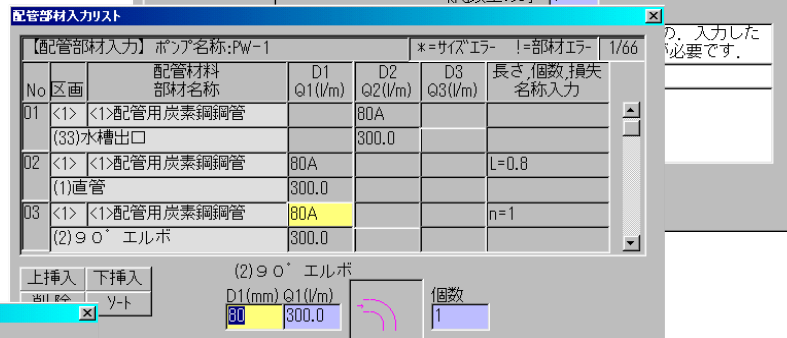 配管部材入力リスト
【配管部材入力】 ポンプ名称:PW-1 *=サイズエラー !=部材エラー 1/66
の．入力した
が必要です．
No 区画 配管材料 D1 D2 D3 長さ,個数,損失
部材名称 Q1(l/m) Q2(l/m) Q3(l/m) 名称入力
01 <1> <1>配管用炭素鋼鋼管 80A
(33)水槽出口 300.0
02 <1> <1>配管用炭素鋼鋼管 80A L=0.8
(1)直管 300.0
03 <1> <1>配管用炭素鋼鋼管 80A n=1
(2)９０゜エルボ 300.0
上挿入 下挿入 (2)９０゜エルボ
ソート D1(mm) Q1(l/m) 個数
80 300.0 1